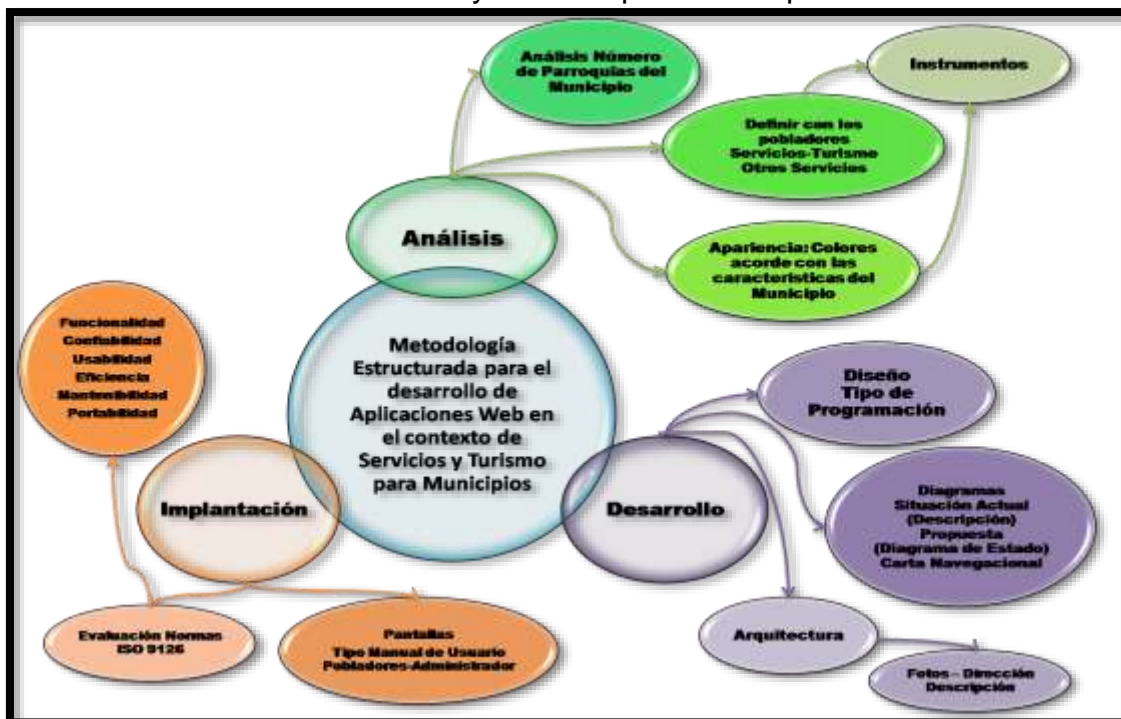 Análisis Número
de Parroquias del
Municipio
Instrumentos
Definir con los
pobladores
Servicios-Turismo
Otros Servicios
Análisis
Apariencia: Colores
acorde con las
características del
Municipio
Funcionalidad
Confiabilidad
Usabilidad
Eficiencia
Mantenibilidad
Portabilidad
Metodología
Estructurada para el
desarrollo de
Aplicaciones Web en
el contexto de
Servicios y Turismo
para Municipios
Diseño
Tipo de
Programación
Implantación
Desarrollo
Diagramas
Situación Actual
(Descripción)
Propuesta
(Diagrama de Estado)
Carta Navegacional
Evaluación Normas
ISO 9126
Pantallas
Tipo Manual de Usuario
Pobladores-Administrador
Arquitectura
Fotos – Dirección
Descripción